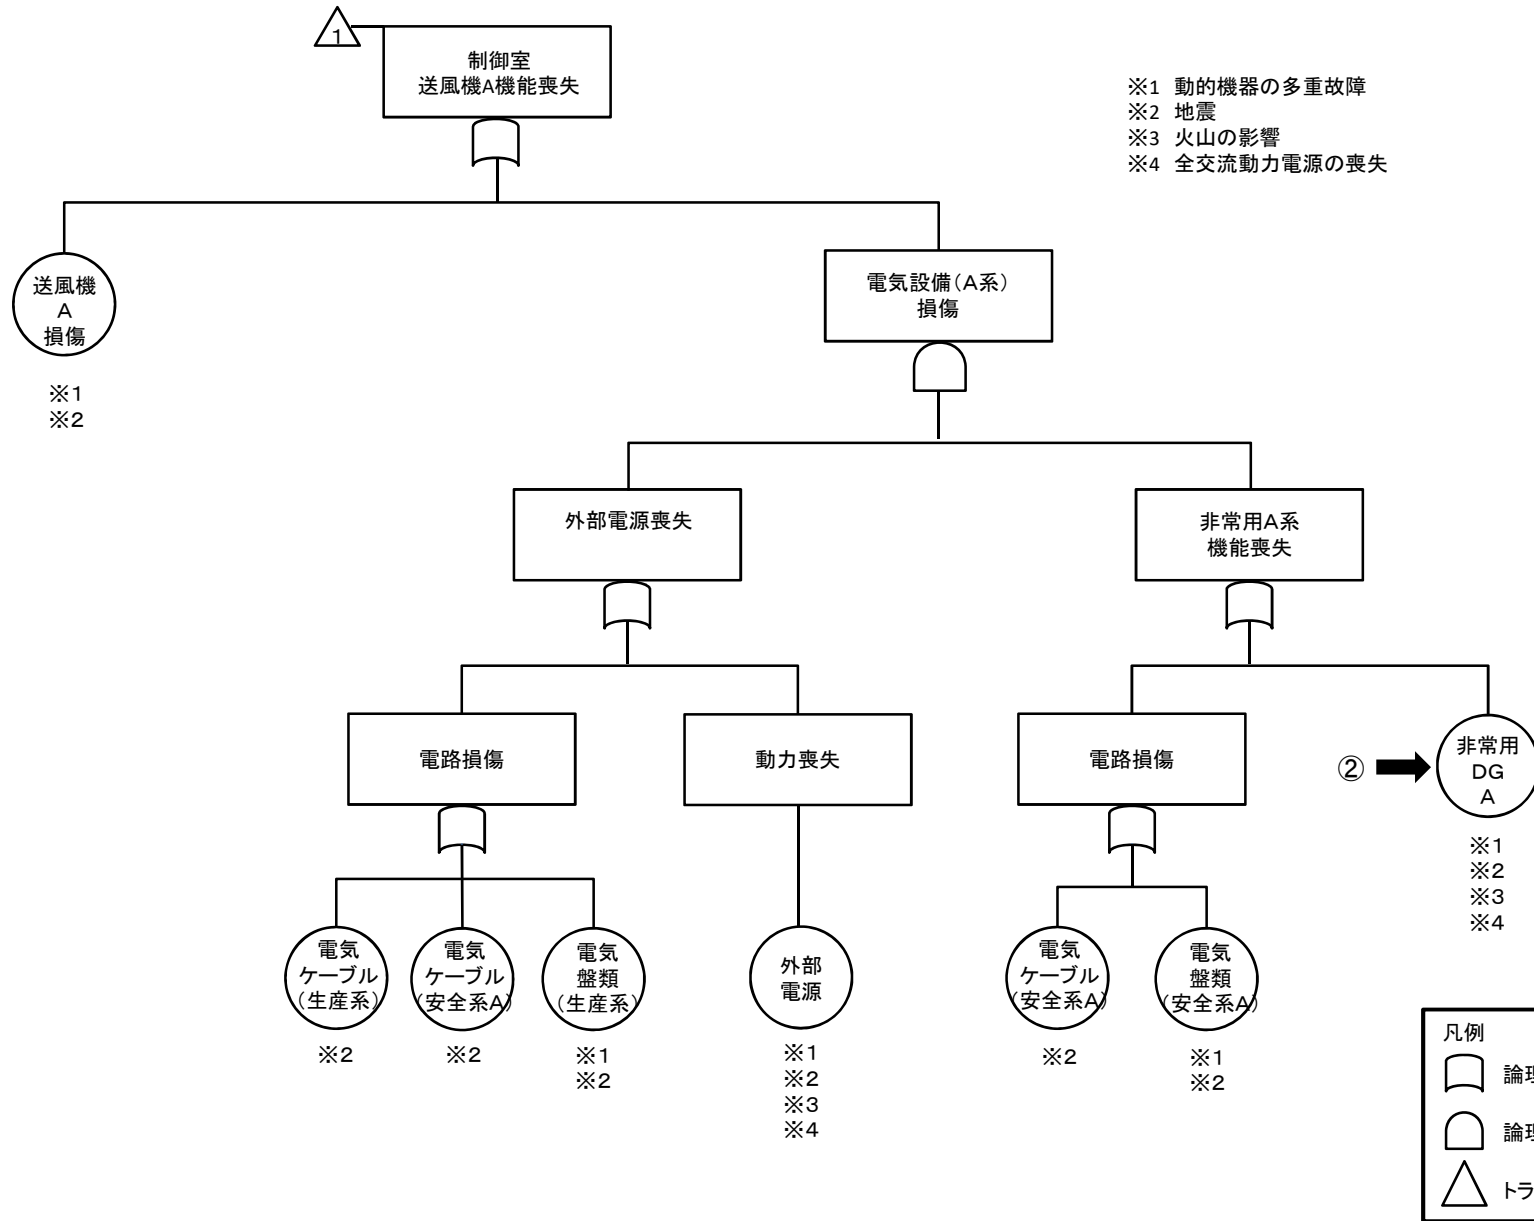 1
制御室
送風機A機能喪失
※1 動的機器の多重故障
※2 地震
※3 火山の影響
※4 全交流動力電源の喪失
送風機
A
損傷
※1
※2
電気設備(A系)
損傷
外部電源喪失
非常用A系
機能喪失
電路損傷
動力喪失
電路損傷
②
非常用
DG
A
※1
※2
※3
※4
電気
ケーブル
(生産系)
※2
電気
ケーブル
(安全系A)
※2
電気
盤類
(生産系)
※1
※2
外部
電源
※1
※2
※3
※4
電気
ケーブル
(安全系A)
※2
電気
盤類
(安全系A)
※1
※2
凡例
論理
論理
トラ